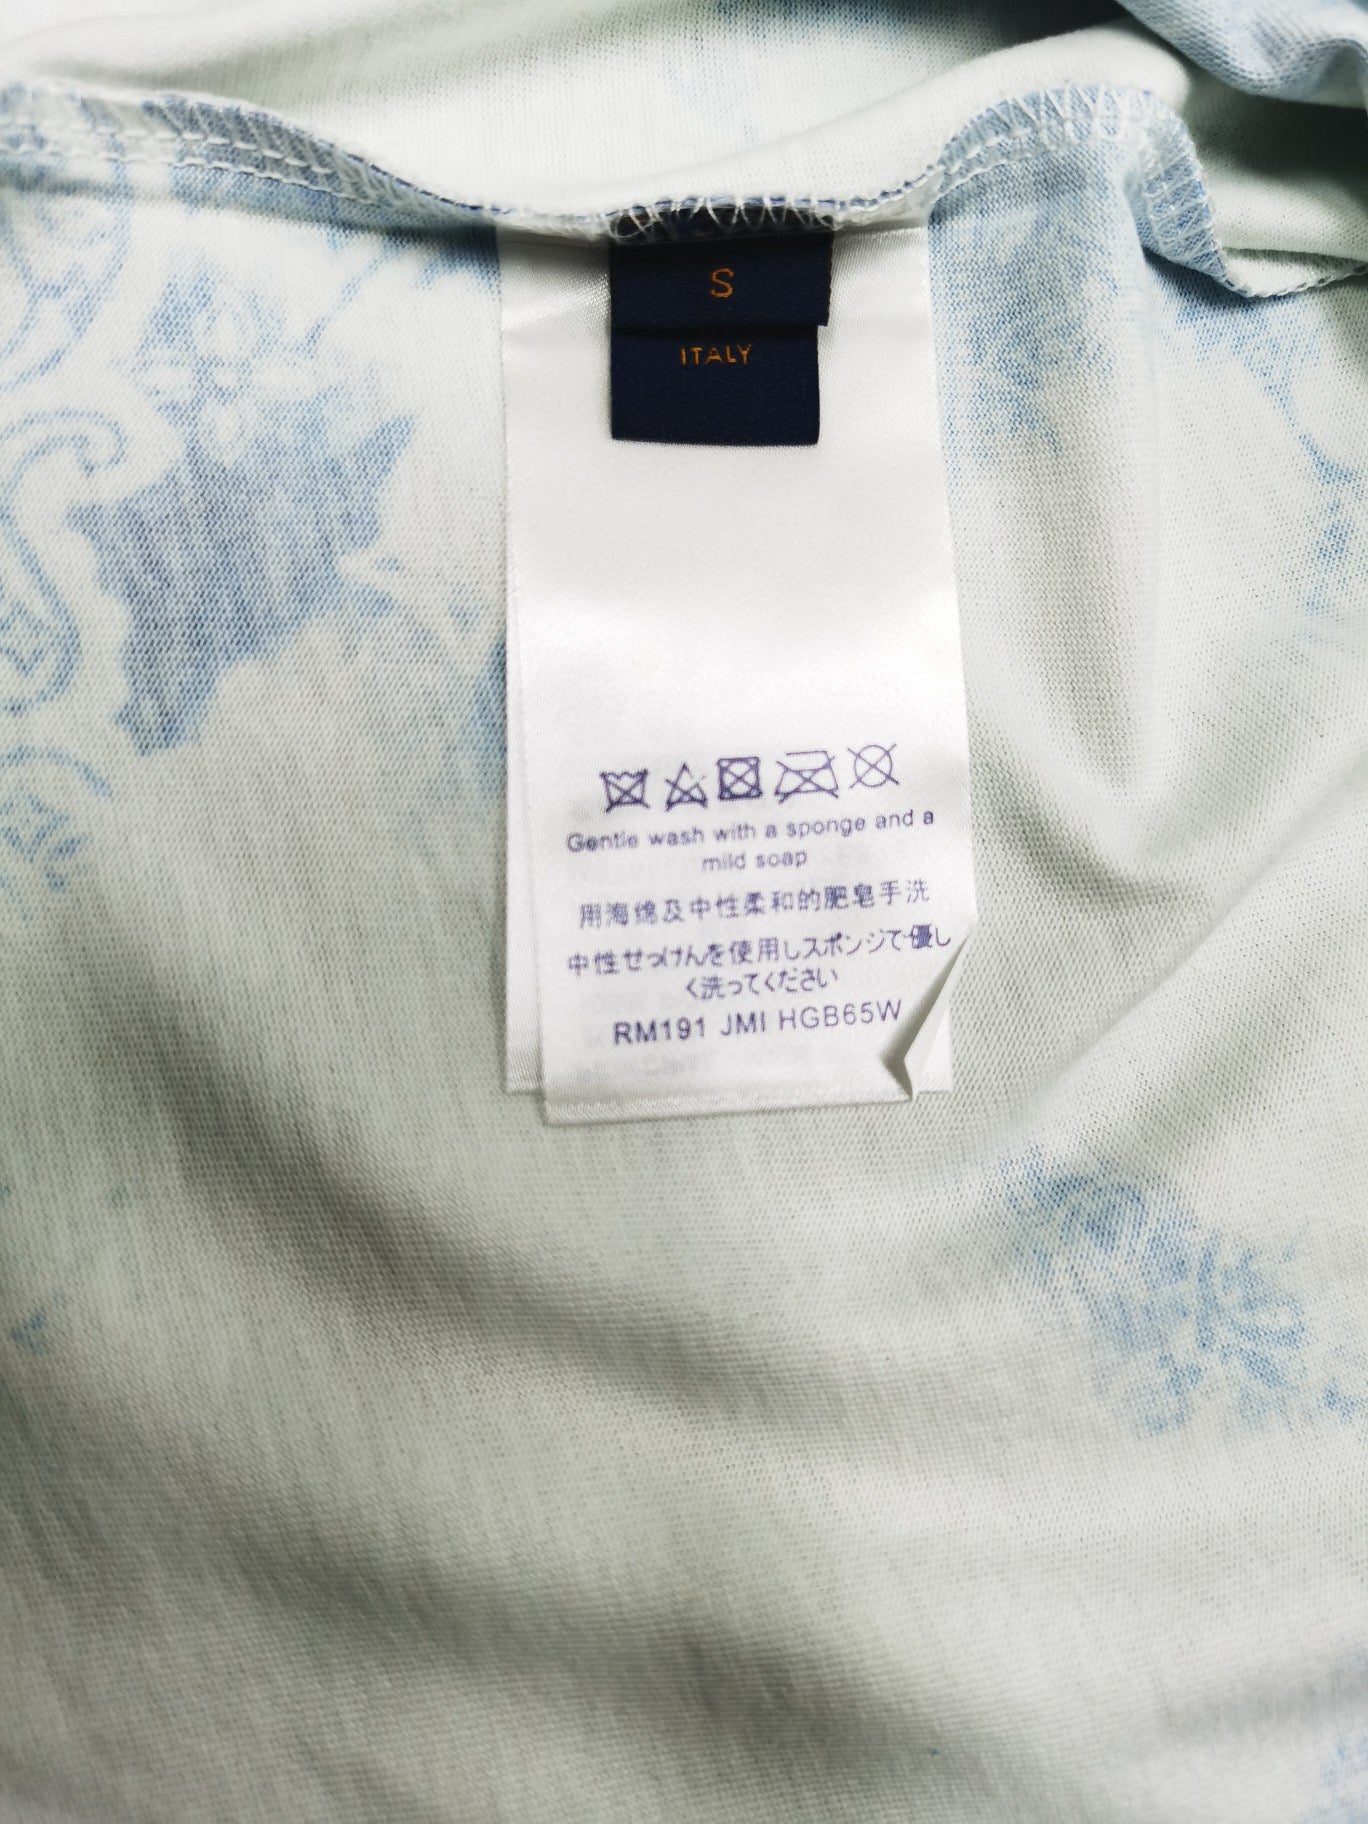 S
ITALY
Gentle wash with a sponge and a
mild soap
用海绵及中性柔和的肥皂手洗
中性せっけんを使用しスポンジで優し
く洗ってください
RM191 JMI HGB65W